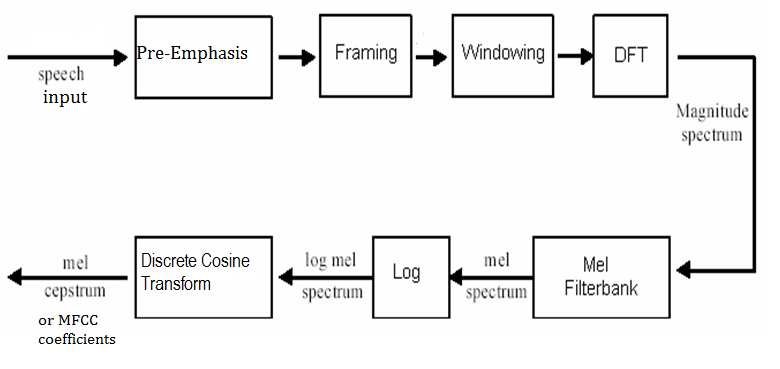 speech
input
Pre-Emphasis
Framing
Windowing
DFT
Magnitude
spectrum
Mel
Filterbank
mel
spectrum
Log
log mel
spectrum
Discrete Cosine
Transform
mel
cepstrum
or MFCC
coefficients